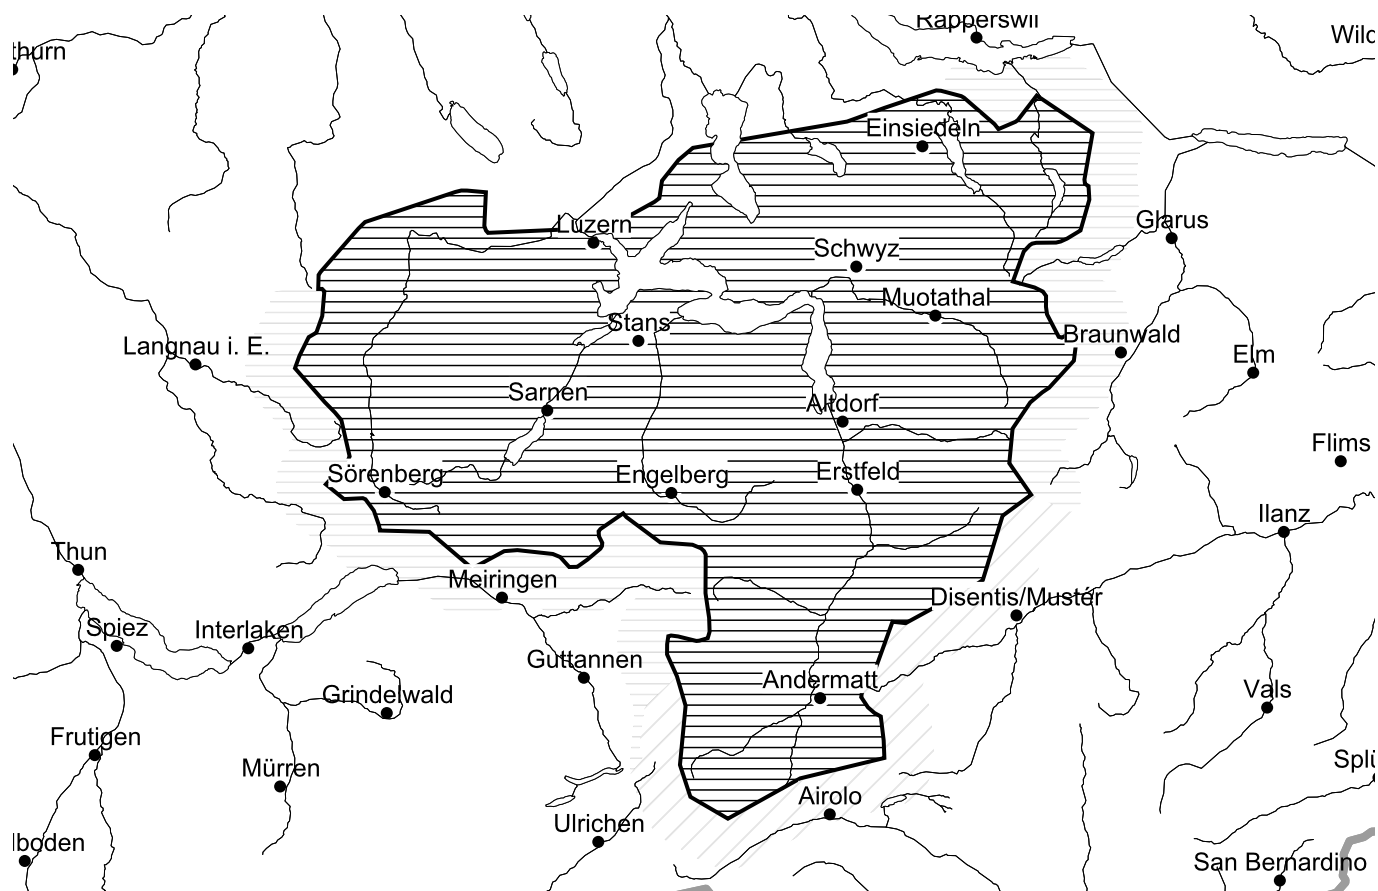 Rapperswil
Wild
thurn
Einsiedeln
Glarus
Luzern
Schwyz
Muotathal
Stans
Braunwald
Langnau i. E.
Elm
Sarnen
Altdorf
Flims
Sörenberg
Engelberg
Erstfeld
Ilanz
Thun
Meiringen
Disentis/Mustér
Spiez
Interlaken
Guttannen
Andermatt
Vals
Grindelwald
Frutigen
Mürren
Splü
Airolo
Ulrichen
lboden
San Bernardino